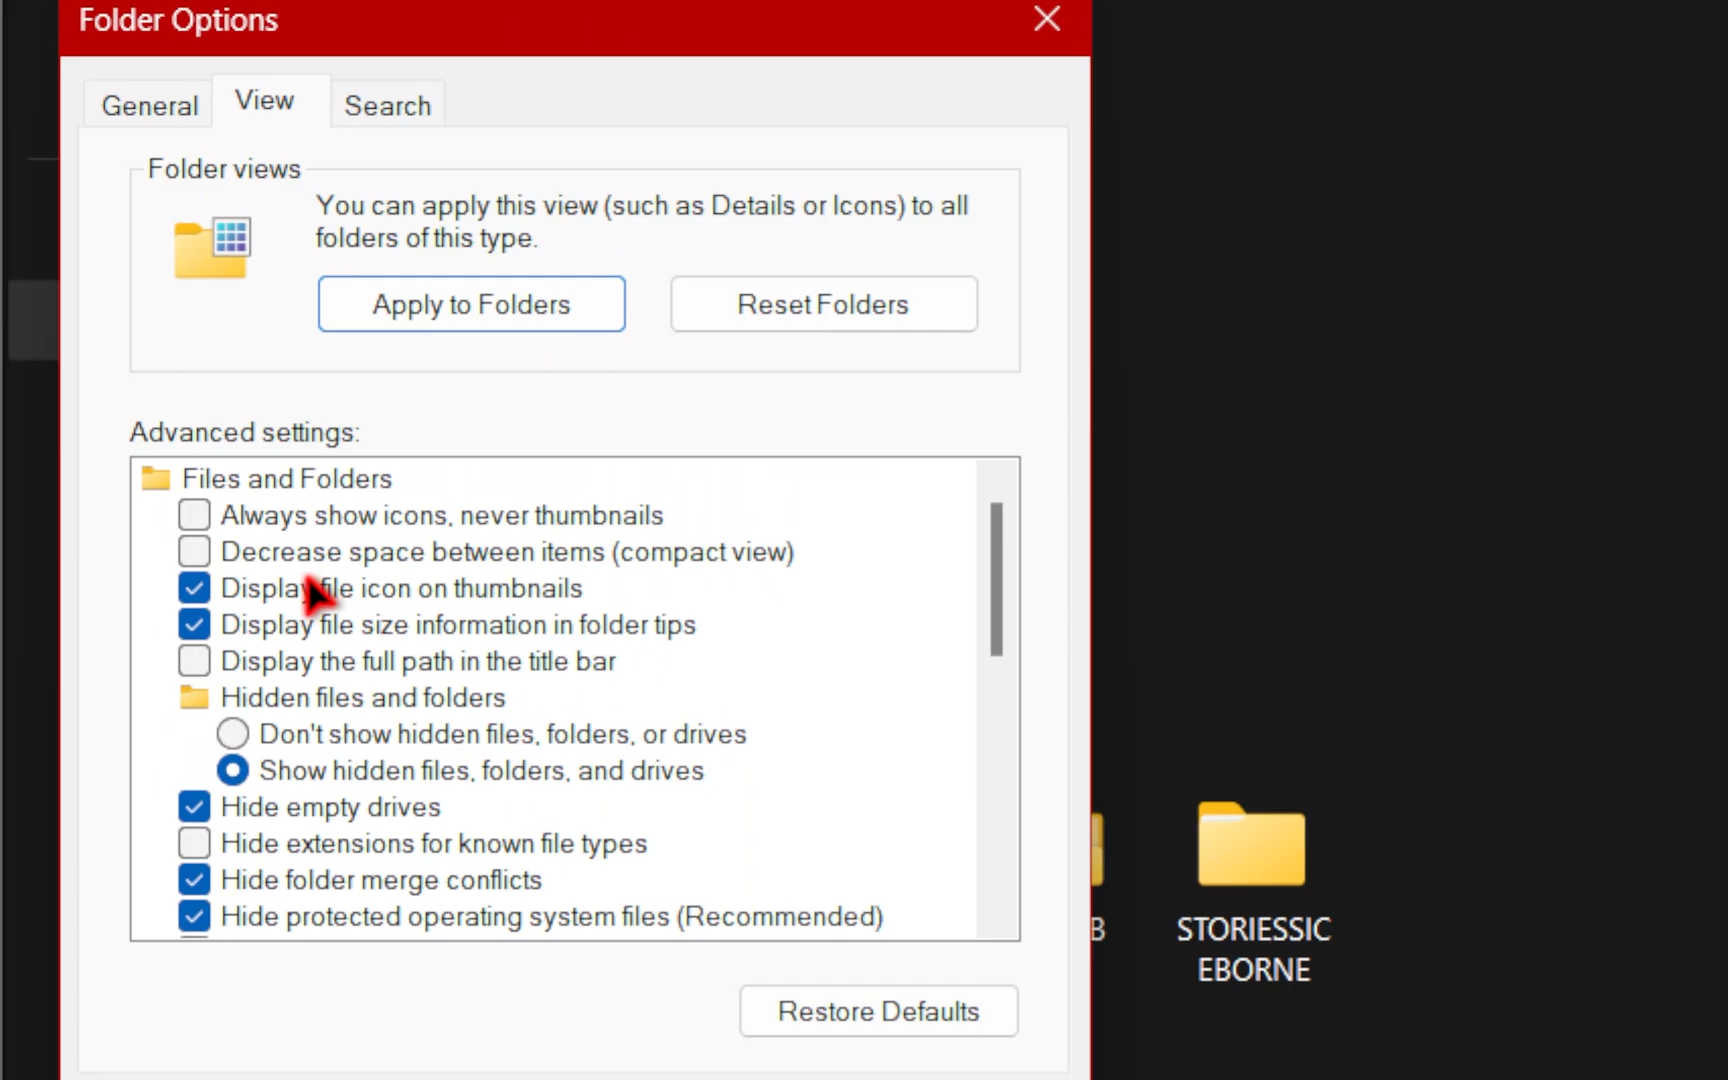 Folder Options
General
View
Search
Folder views
You can apply this view (such as Details or Icons) to all
folders of this type.
Apply to Folders
Reset Folders
Advanced settings:
Files and Folders
Always show icons, never thumbnails
Decrease space between items (compact view)
Display file icon on thumbnails
Display file size information in folder tips
Display the full path in the title bar
Hidden files and folders
Don't show hidden files, folders, or drives
Show hidden files, folders, and drives
Hide empty drives
Hide extensions for known file types
Hide folder merge conflicts
Hide protected operating system files (Recommended)
B
STORIESSIC
EBORNE
Restore Defaults